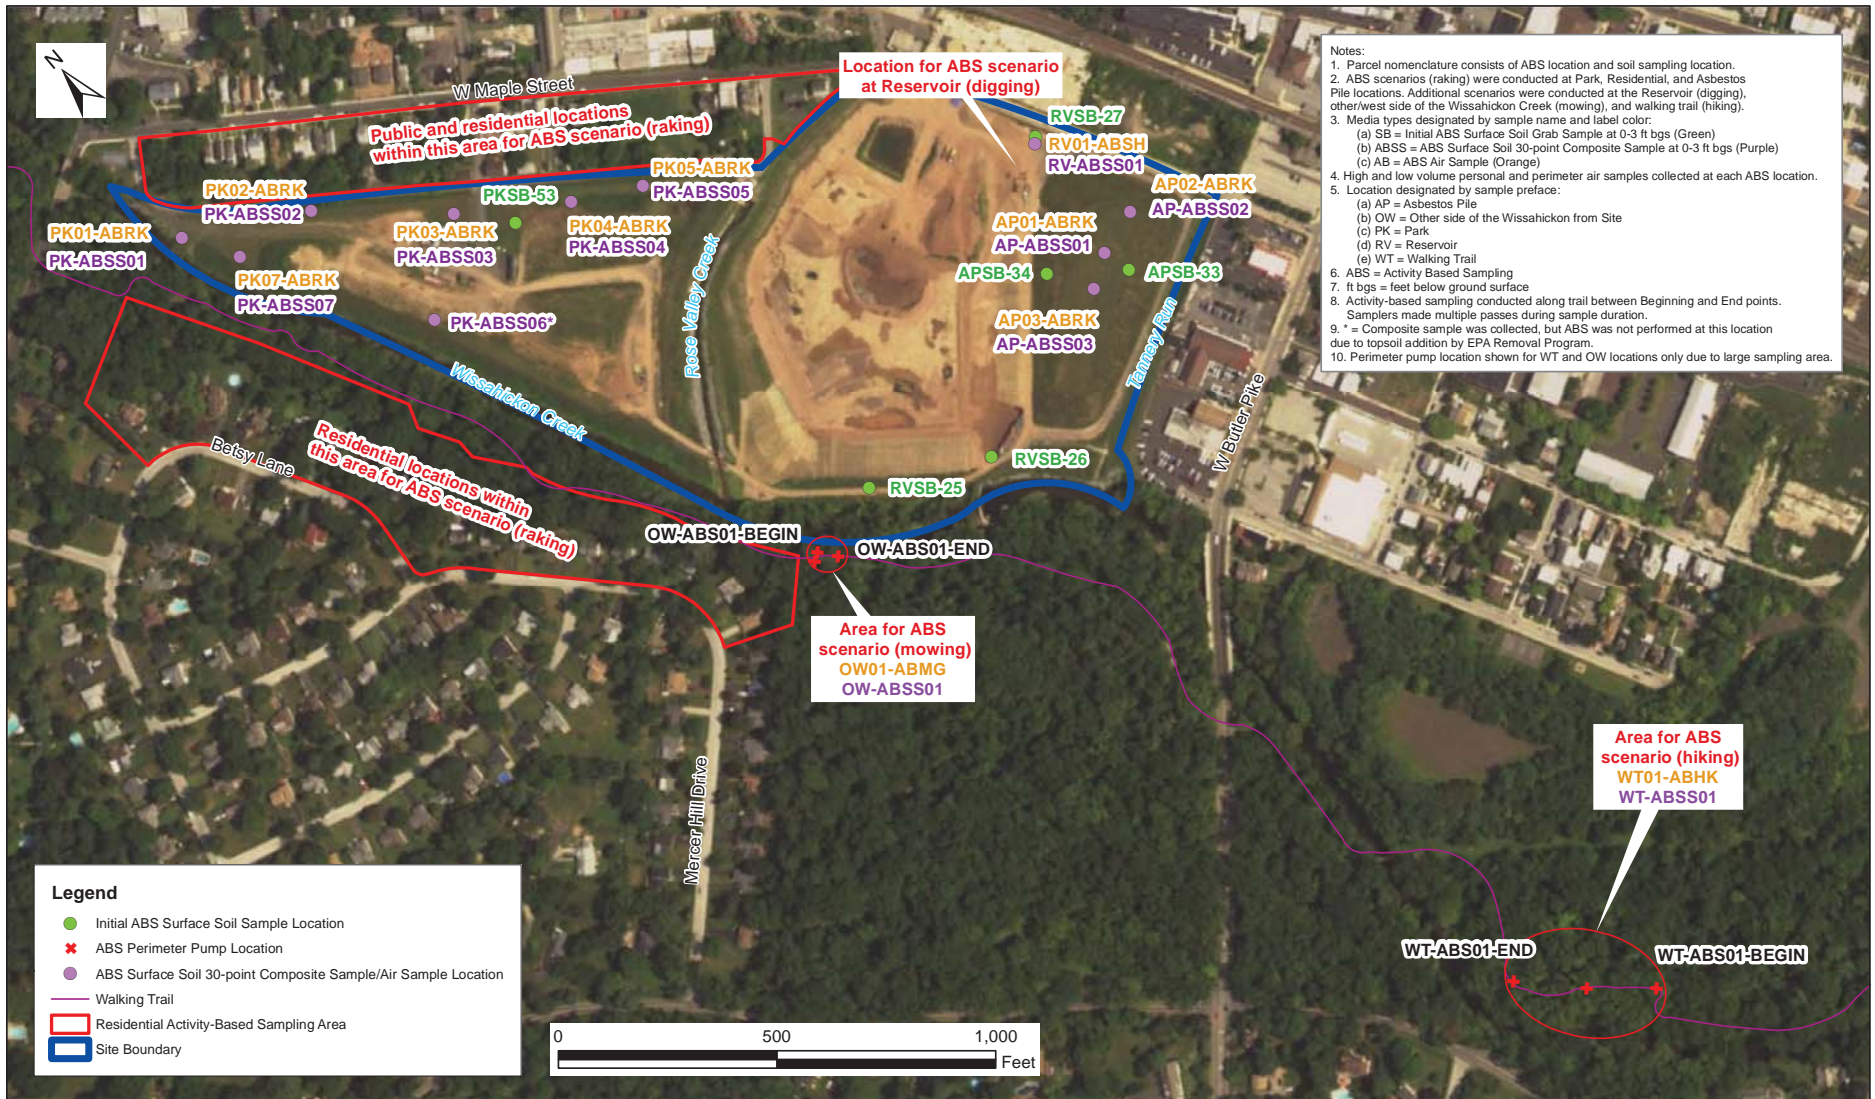 N
W Maple Street
Public and residential locations
within this area for ABS scenario (raking)
Location for ABS scenario
at Reservoir (digging)
RVSB-27
RV01-ABSH
RV-ABSS01
AP02-ABRK
AP-ABSS02
AP01-ABRK
AP-ABSS01
APSB-34
APSB-33
AP03-ABRK
AP-ABSS03
PK05-ABRK
PK-ABSS05
PK02-ABRK
PK-ABSS02
PKSB-53
PK04-ABRK
PK-ABSS04
PK03-ABRK
PK-ABSS03
PK01-ABRK
PK-ABSS01
PK07-ABRK
PK-ABSS07
PK-ABSS06*
Rose Valley Creek
Tannery Run
W Butler Pike
Wissahickon Creek
RVSB-26
RVSB-25
Betsy Lane
Residential locations within
this area for ABS scenario (raking)
OW-ABS01-BEGIN
OW-ABS01-END
Area for ABS
scenario (mowing)
OW01-ABMG
OW-ABSS01
Mercer Hill Drive
Area for ABS
scenario (hiking)
WT01-ABHK
WT-ABSS01
WT-ABS01-END
WT-ABS01-BEGIN
Notes:
1. Parcel nomenclature consists of ABS location and soil sampling location.
2. ABS scenarios (raking) were conducted at Park, Residential, and Asbestos
Pile locations. Additional scenarios were conducted at the Reservoir (digging),
other/west side of the Wissahickon Creek (mowing), and walking trail (hiking).
3. Media types designated by sample name and label color:
(a) SB = Initial ABS Surface Soil Grab Sample at 0-3 ft bgs (Green)
(b) ABSS = ABS Surface Soil 30-point Composite Sample at 0-3 ft bgs (Purple)
(c) AB = ABS Air Sample (Orange)
4. High and low volume personal and perimeter air samples collected at each ABS location.
5. Location designated by sample preface:
(a) AP = Asbestos Pile
(b) OW = Other side of the Wissahickon from Site
(c) PK = Park
(d) RV = Reservoir
(e) WT = Walking Trail
6. ABS = Activity Based Sampling
7. ft bgs = feet below ground surface
8. Activity-based sampling conducted along trail between Beginning and End points.
Samplers made multiple passes during sample duration.
9. * = Composite sample was collected, but ABS was not performed at this location
due to topsoil addition by EPA Removal Program.
10. Perimeter pump location shown for WT and OW locations only due to large sampling area.
Legend
Initial ABS Surface Soil Sample Location
ABS Perimeter Pump Location
ABS Surface Soil 30-point Composite Sample/Air Sample Location
Walking Trail
Residential Activity-Based Sampling Area
Site Boundary
0 500 1,000
Feet